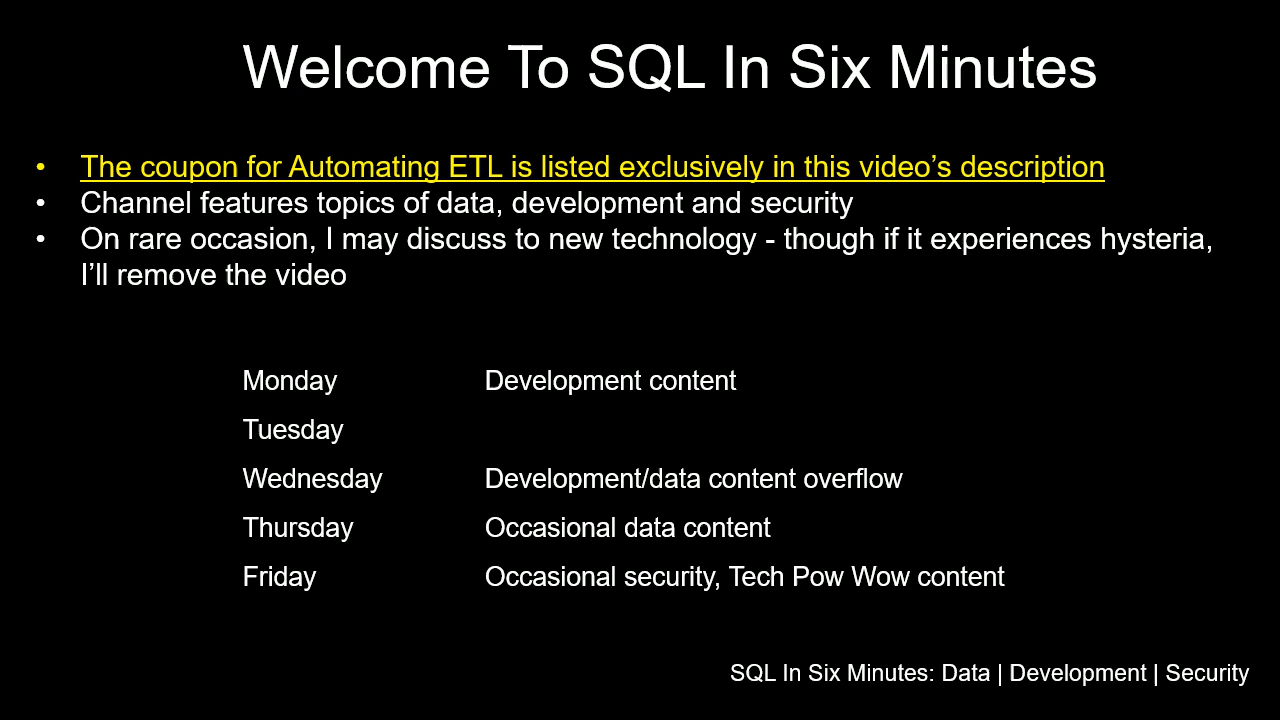 Welcome To SQL In Six Minutes
• The coupon for Automating ETL is listed exclusively in this video’s description
• Channel features topics of data, development and security
• On rare occasion, I may discuss to new technology - though if it experiences hysteria,
I’ll remove the video
Monday Development content
Tuesday
Wednesday Development/data content overflow
Thursday Occasional data content
Friday Occasional security, Tech Pow Wow content
SQL In Six Minutes: Data | Development | Security